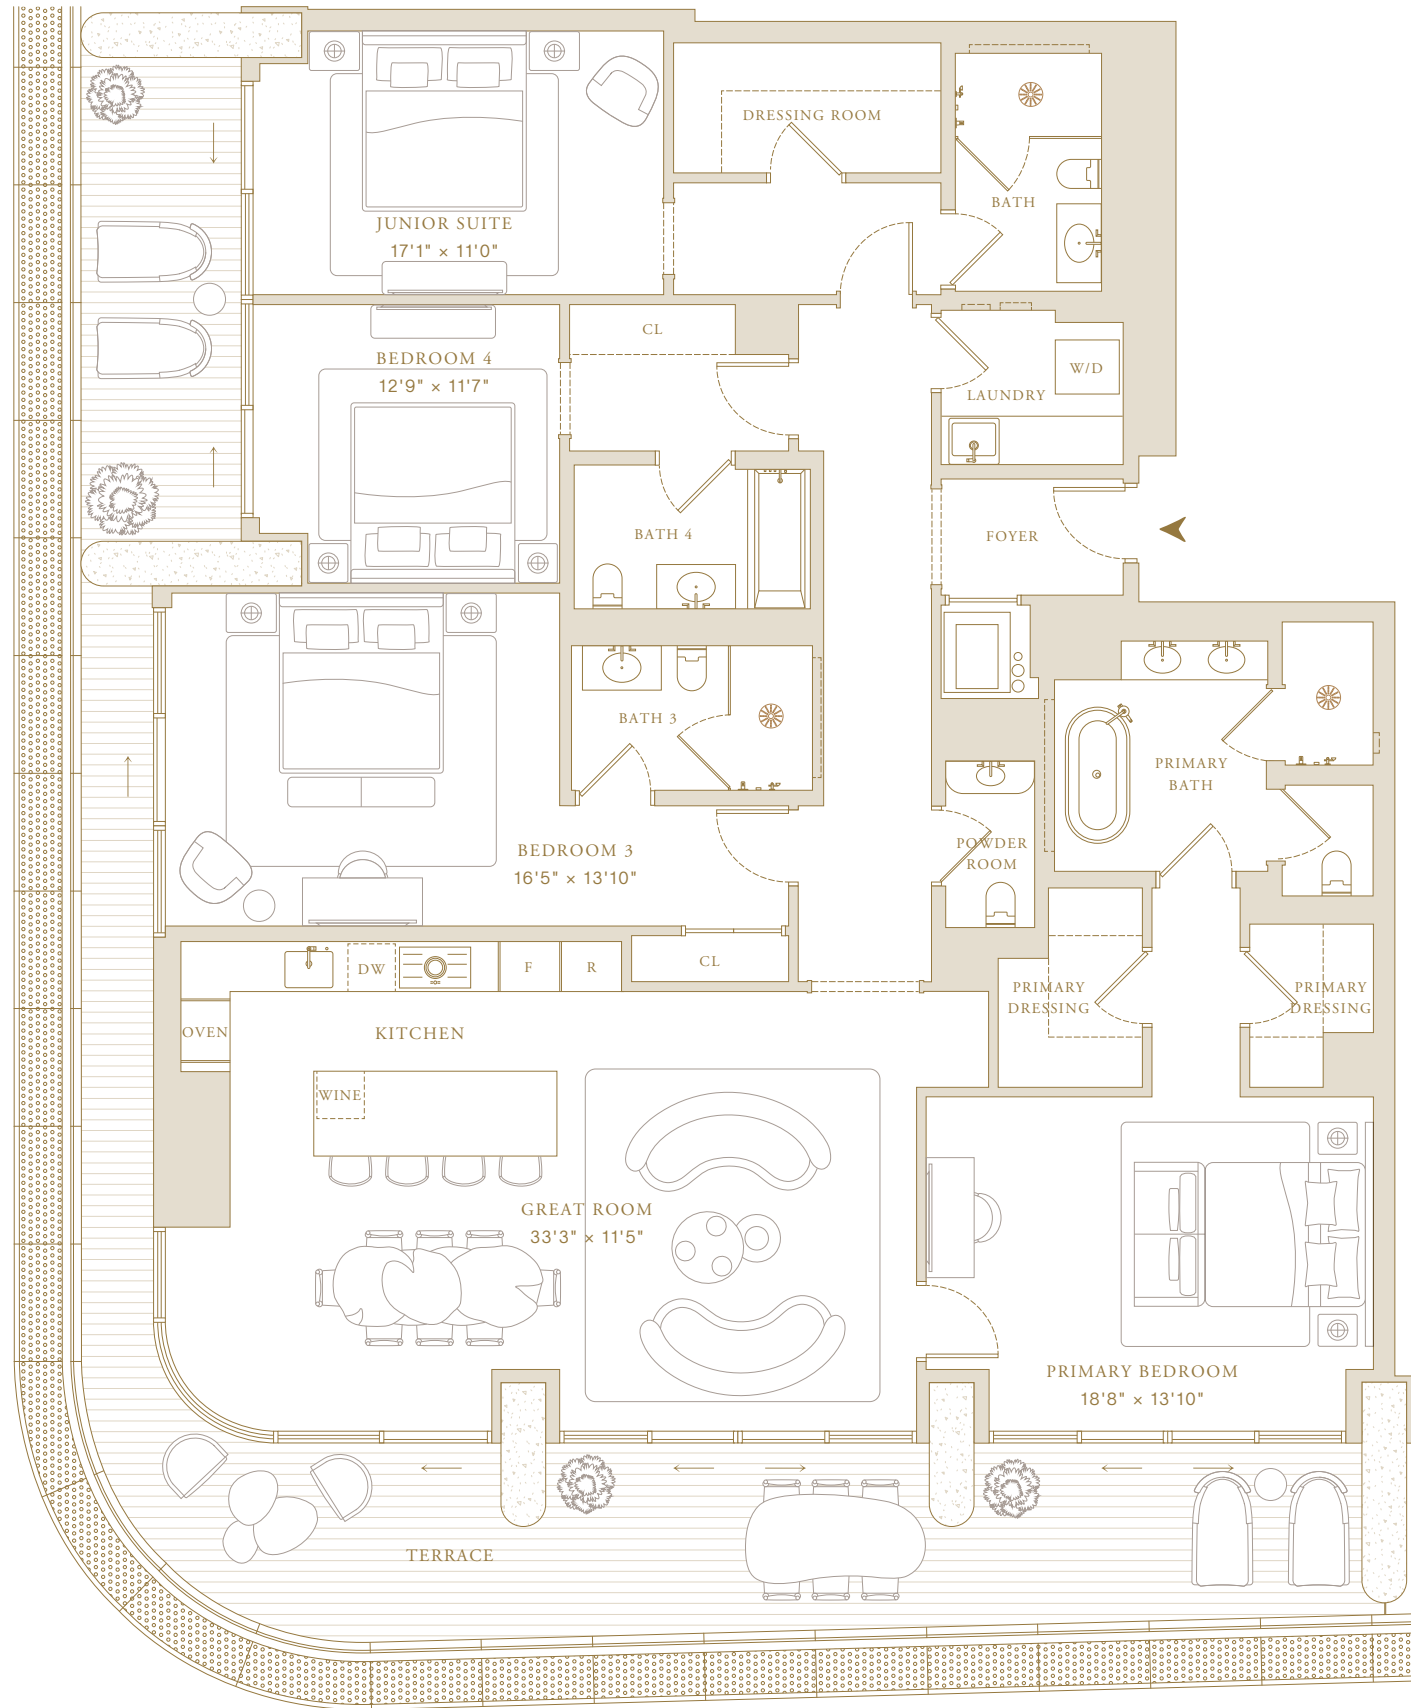 DRESSING ROOM
BATH
JUNIOR SUITE
17'1" × 11'0"
CL
BEDROOM 4
12'9" × 11'7"
W/D
LAUNDRY
BATH 4
FOYER
BATH 3
PRIMARY
BATH
POWDER
ROOM
BEDROOM 3
16'5" × 13'10"
DW
F
R
CL
PRIMARY
DRESSING
PRIMARY
DRESSING
OVEN
KITCHEN
WINE
GREAT ROOM
33'3" × 11'5"
PRIMARY BEDROOM
18'8" × 13'10"
TERRACE